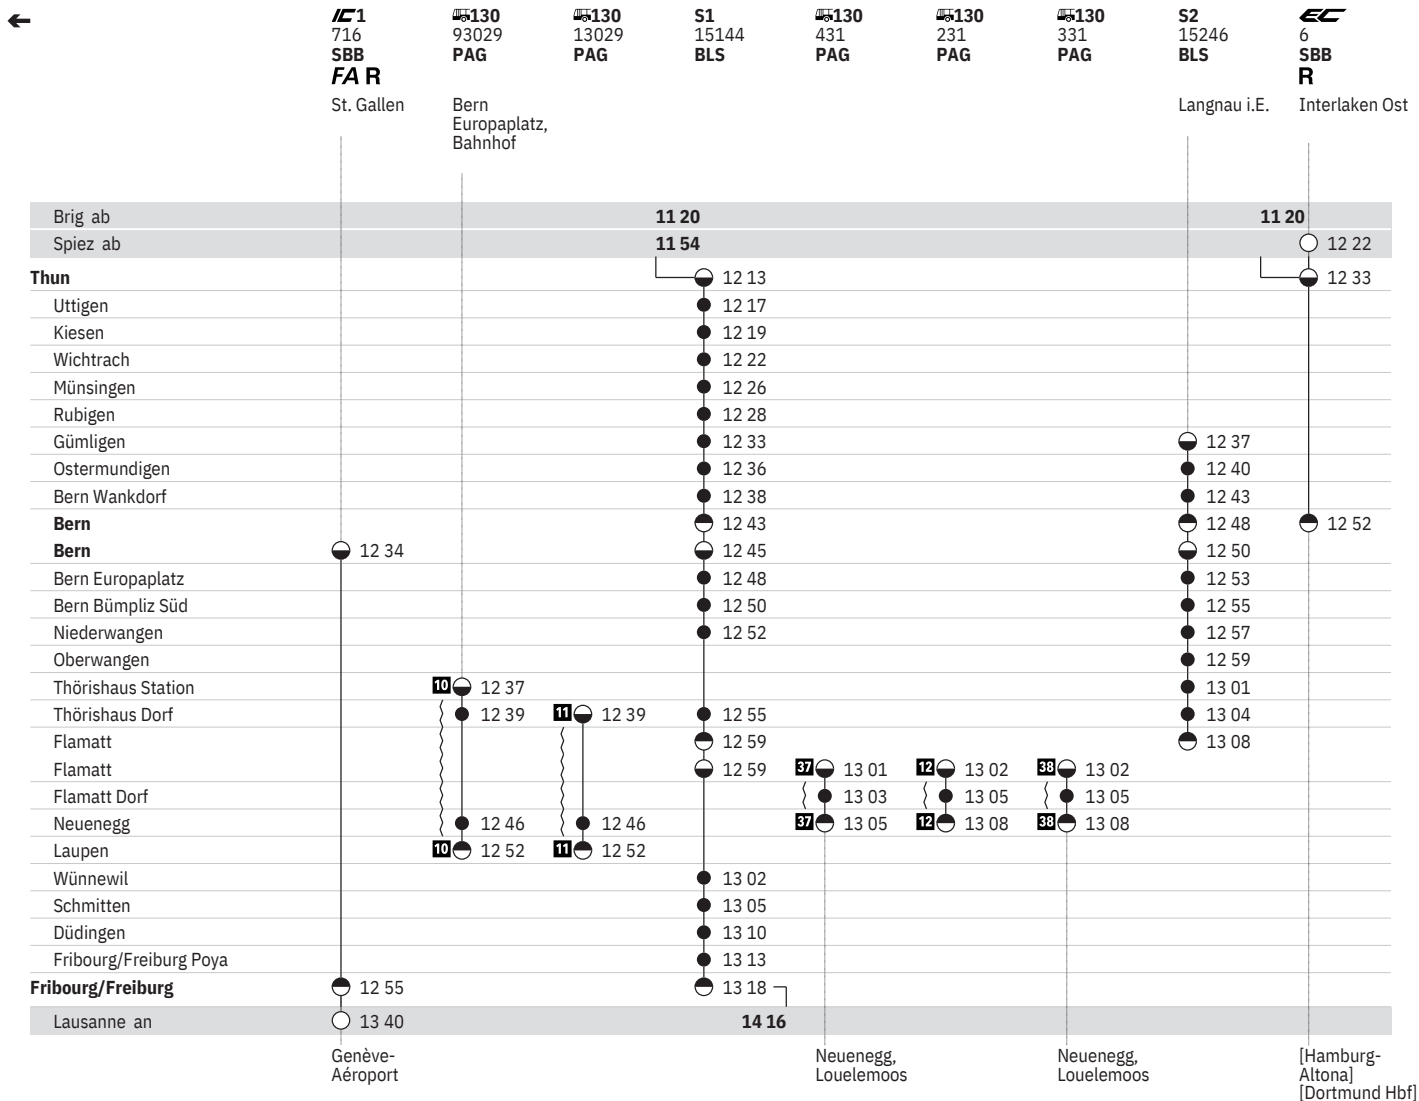 IC1 130 130 S1 130 130 130 S2 EC
716 93029 13029 15144 431 231 331 15246 6
SBB PAG PAG BLS PAG PAG PAG BLS SBB
FA R R
St. Gallen Bern Langnau i.E. Interlaken Ost
Europaplatz,
Bahnhof
Brig ab 11 20 11 20
Spiez ab 11 54 12 22
Thun 12 13 12 33
Uttigen 12 17
Kiesen 12 19
Wichtrach 12 22
Münsingen 12 26
Rubigen 12 28
Gümligen 12 33 12 37
Ostermundigen 12 36 12 40
Bern Wankdorf 12 38 12 43
Bern 12 43 12 48 12 52
Bern 12 34 12 45 12 50
Bern Europaplatz 12 48 12 53
Bern Bümpliz Süd 12 50 12 55
Niederwangen 12 52 12 57
Oberwangen 12 59
Thörishaus Station 10 12 37 13 01
Thörishaus Dorf 12 39 11 12 39 12 55 13 04
Flamatt 12 59 13 08
Flamatt 12 59 37 13 01 12 13 02 38 13 02
Flamatt Dorf 13 03 13 05 13 05
Neuenegg 12 46 12 46 37 13 05 12 13 08 38 13 08
Laupen 10 12 52 11 12 52
Wünnewil 13 02
Schmitten 13 05
Düdingen 13 10
Fribourg/Freiburg Poya 13 13
Fribourg/Freiburg 12 55 13 18
Lausanne an 13 40 14 16
Genève- Neuenegg, Neuenegg, [Hamburg-
Aéroport Louelemoos Louelemoos Altona]
[Dortmund Hbf]